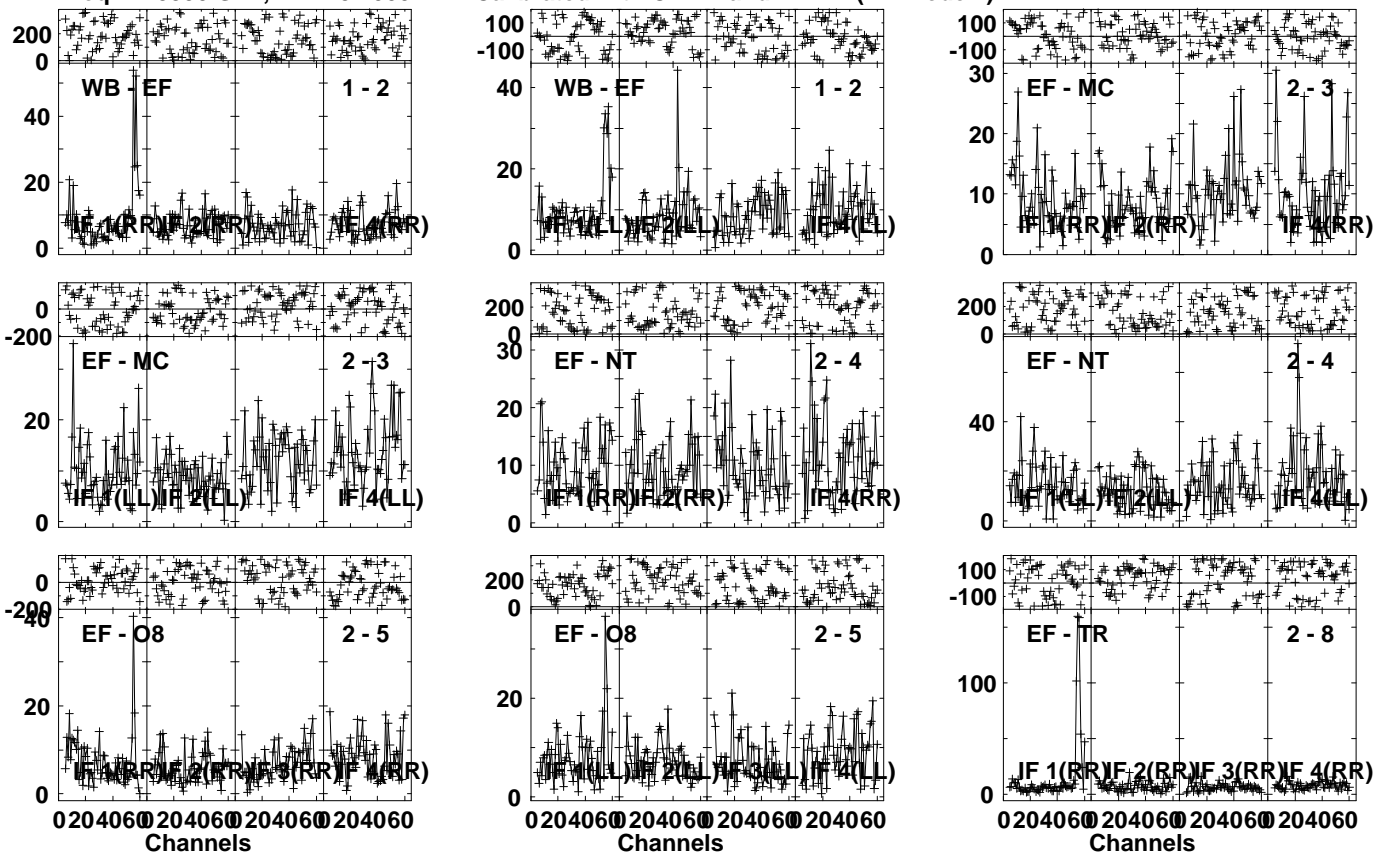 200
0
100
-100
100
-100
WB - EF 1 - 2
WB - EF 1 - 2
EF - MC 2 - 3
40
20
0
40
20
0
30
20
10
0
IF 1(RR) IF 2(RR) IF 4(RR)
IF 1(LL) IF 2(LL) IF 4(LL)
IF 1(RR) IF 2(RR) IF 4(RR)
0
-200
200
0
200
0
EF - MC 2 - 3
EF - NT 2 - 4
EF - NT 2 - 4
20
0
30
20
10
0
40
0
IF 1(LL) IF 2(LL) IF 4(LL)
IF 1(RR) IF 2(RR) IF 4(RR)
IF 1(LL) IF 2(LL) IF 4(LL)
0
-200
200
0
100
-100
EF - O8 2 - 5
EF - O8 2 - 5
EF - TR 2 - 8
40
20
0
20
0
100
0
IF 1(RR) IF 2(RR) IF 3(RR) IF 4(RR)
IF 1(LL) IF 2(LL) IF 3(LL) IF 4(LL)
IF 1(RR) IF 2(RR) IF 3(RR) IF 4(RR)
0 20 40 60 0 20 40 60 0 20 40 60 0 20 40 60
0 20 40 60 0 20 40 60 0 20 40 60 0 20 40 60
0 20 40 60 0 20 40 60 0 20 40 60 0 20 40 60
Channels
Channels
Channels